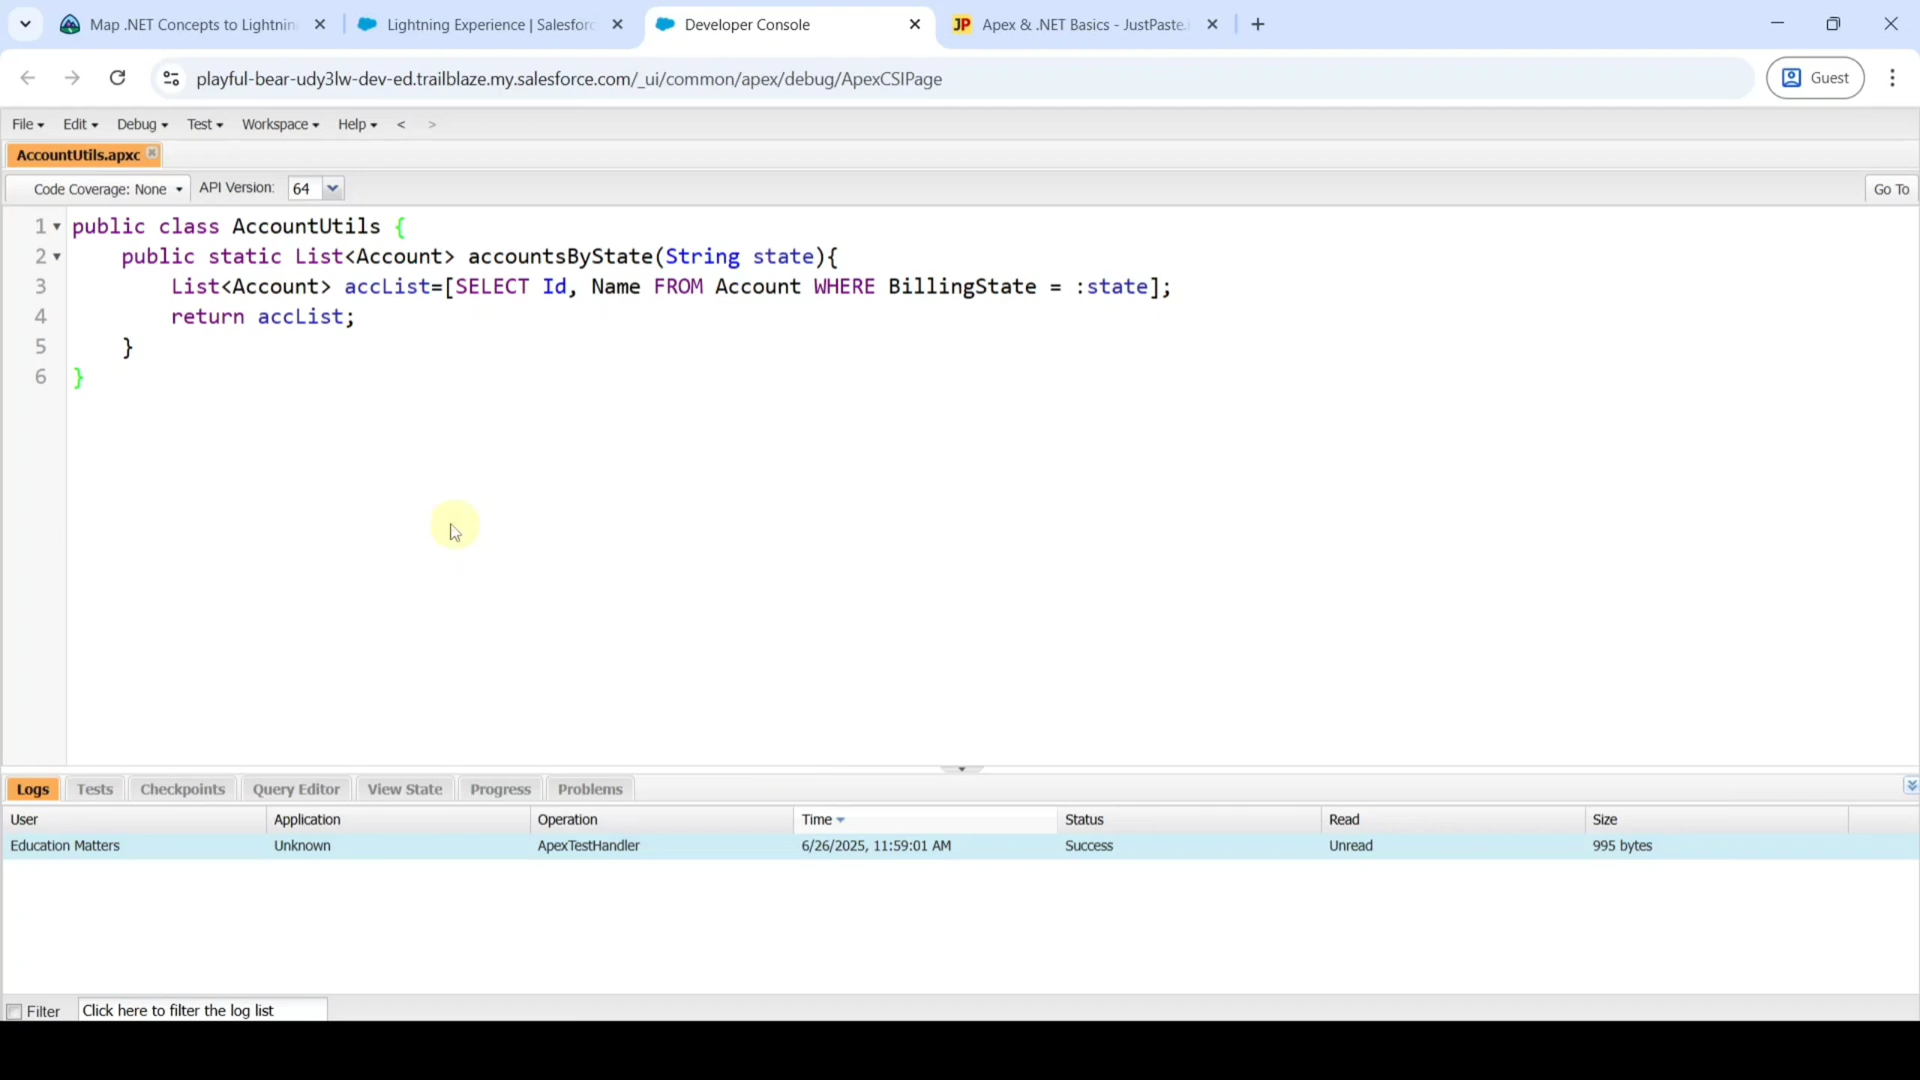 Map .NET Concepts to Lightnin
Lightning Experience | Salesforc
Developer Console
JP Apex & .NET Basics - JustPaste.i
playful-bear-udy3lw-dev-ed.trailblaze.my.salesforce.com/_ui/common/apex/debug/ApexCSIPage
Guest
File Edit Debug Test Workspace Help < >
AccountUtils.apxc
Code Coverage: None API Version: 64 Go To
1 public class AccountUtils {
2 public static List<Account> accountsByState(String state){
3 List<Account> accList=[SELECT Id, Name FROM Account WHERE BillingState = :state];
4 return accList;
5 }
6 }
Logs Tests Checkpoints Query Editor View State Progress Problems
User Application Operation Time Status Read Size
Education Matters Unknown ApexTestHandler 6/26/2025, 11:59:01 AM Success Unread 995 bytes
Filter Click here to filter the log list